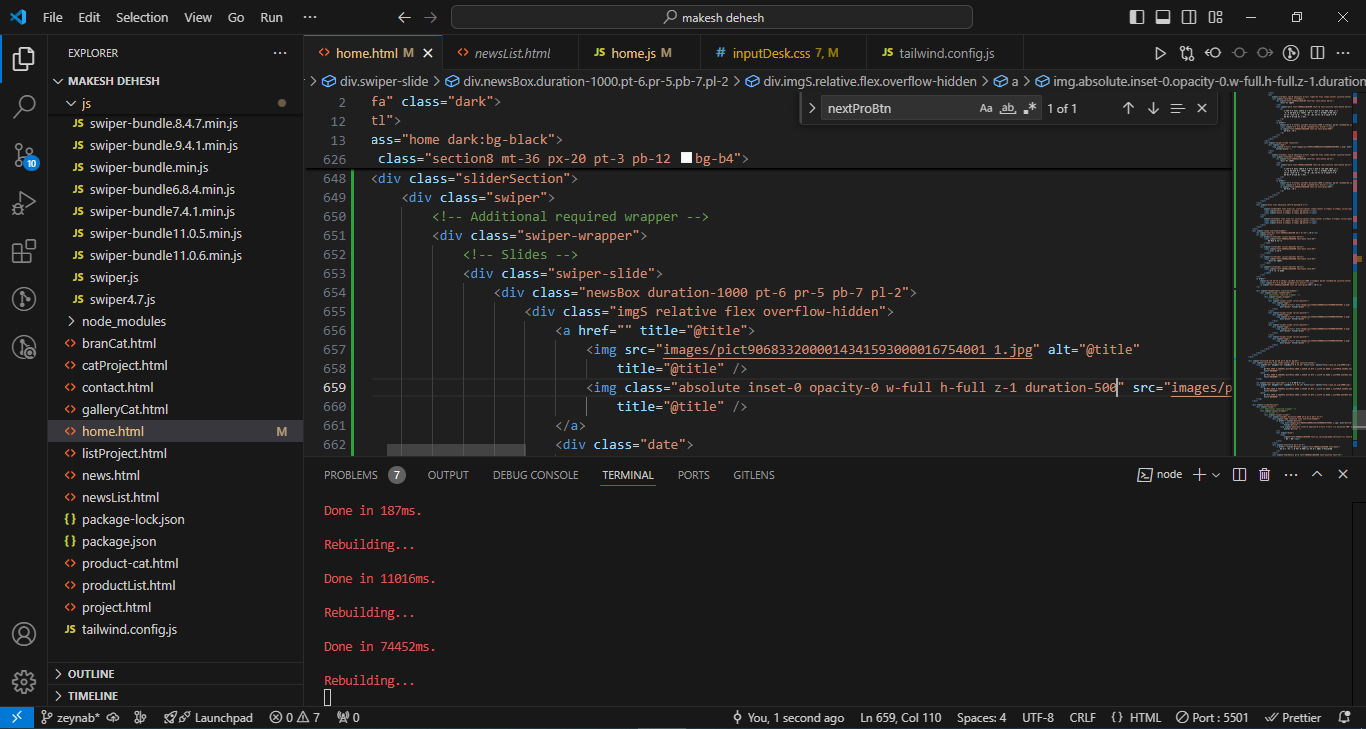 File Edit Selection View Go Run ··· makesh dehesh
EXPLORER
MAKESH DEHESH
js
swiper-bundle.8.4.7.min.js
swiper-bundle.9.4.1.min.js
swiper-bundle.min.js
swiper-bundle6.8.4.min.js
swiper-bundle7.4.1.min.js
swiper-bundle11.0.5.min.js
swiper-bundle11.0.6.min.js
swiper.js
swiper4.7.js
node_modules
branCat.html
catProject.html
contact.html
galleryCat.html
home.html M
listProject.html
news.html
newsList.html
package-lock.json
package.json
product-cat.html
productList.html
project.html
tailwind.config.js
OUTLINE
TIMELINE
10
home.html M newsList.html home.js M inputDesk.css 7, M tailwind.config.js
div.swiper-slide > div.newsBox.duration-1000.pt-6.pr-5.pb-7.pl-2 > div.imgS.relative.flex.overflow-hidden > a > img.absolute.inset-0.opacity-0.w-full.h-full.z-1.duration
nextProBtn Aa ab .* 1 of 1
2 fa" class="dark">
12 tl">
13 ass="home dark:bg-black">
626 class="section8 mt-36 px-20 pt-3 pb-12 bg-b4">
648 <div class="sliderSection">
649 <div class="swiper">
650 <!-- Additional required wrapper -->
651 <div class="swiper-wrapper">
652 <!-- Slides -->
653 <div class="swiper-slide">
654 <div class="newsBox duration-1000 pt-6 pr-5 pb-7 pl-2">
655 <div class="imgS relative flex overflow-hidden">
656 <a href="" title="@title">
657 <img src="images/pict9068332000014341593000016754001 1.jpg" alt="@title"
658 title="@title" />
659 <img class="absolute inset-0 opacity-0 w-full h-full z-1 duration-500" src="images/p
660 title="@title" />
661 </a>
662 <div class="date">
PROBLEMS 7 OUTPUT DEBUG CONSOLE TERMINAL PORTS GITLENS node
Done in 187ms.
Rebuilding...
Done in 11016ms.
Rebuilding...
Done in 74452ms.
Rebuilding...
zeynab* Launchpad 0 7 0 You, 1 second ago Ln 659, Col 110 Spaces: 4 UTF-8 CRLF {} HTML Port : 5501 Prettier